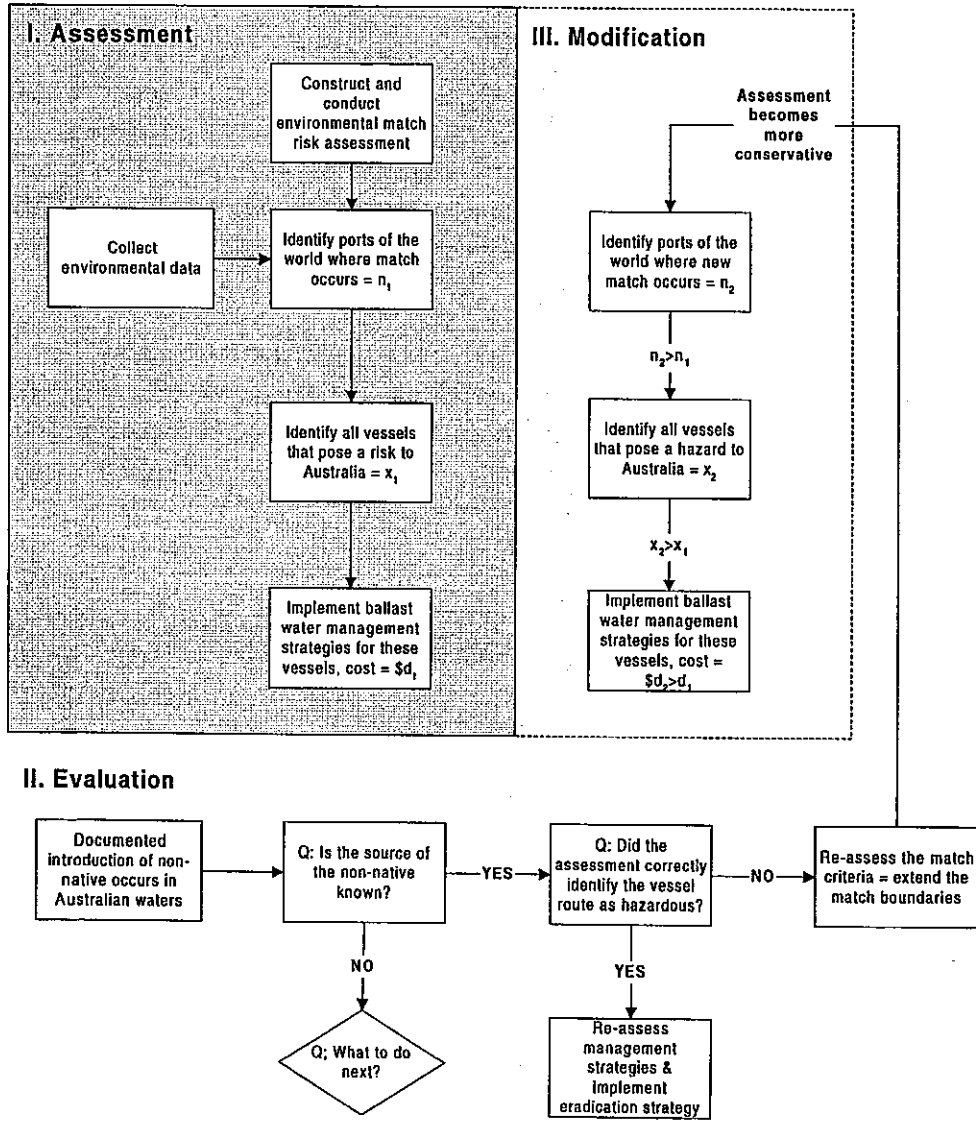 I. Assessment
Construct and
conduct
environmental match
risk assessment
Collect
environmental data
Identify ports of the
world where match
occurs = n₁
Identify all vessels
that pose a risk to
Australia = x₁
Implement ballast
water management
strategies for these
vessels, cost = $d₁
III. Modification
Assessment
becomes
more
conservative
Identify ports of the
world where new
match occurs = n₂
n₂>n₁
Identify all vessels
that pose a hazard to
Australia = x₂
x₂>x₁
Implement ballast
water management
strategies for these
vessels, cost =
$d₂>d₁
II. Evaluation
Documented
introduction of non-
native occurs in
Australian waters
Q: Is the source of
the non-native
known?
YES
NO
Q; What to do
next?
Q: Did the
assessment correctly
identify the vessel
route as hazardous?
NO
YES
Re-assess
management
strategies &
implement
eradication strategy
Re-assess the match
criteria = extend the
match boundaries